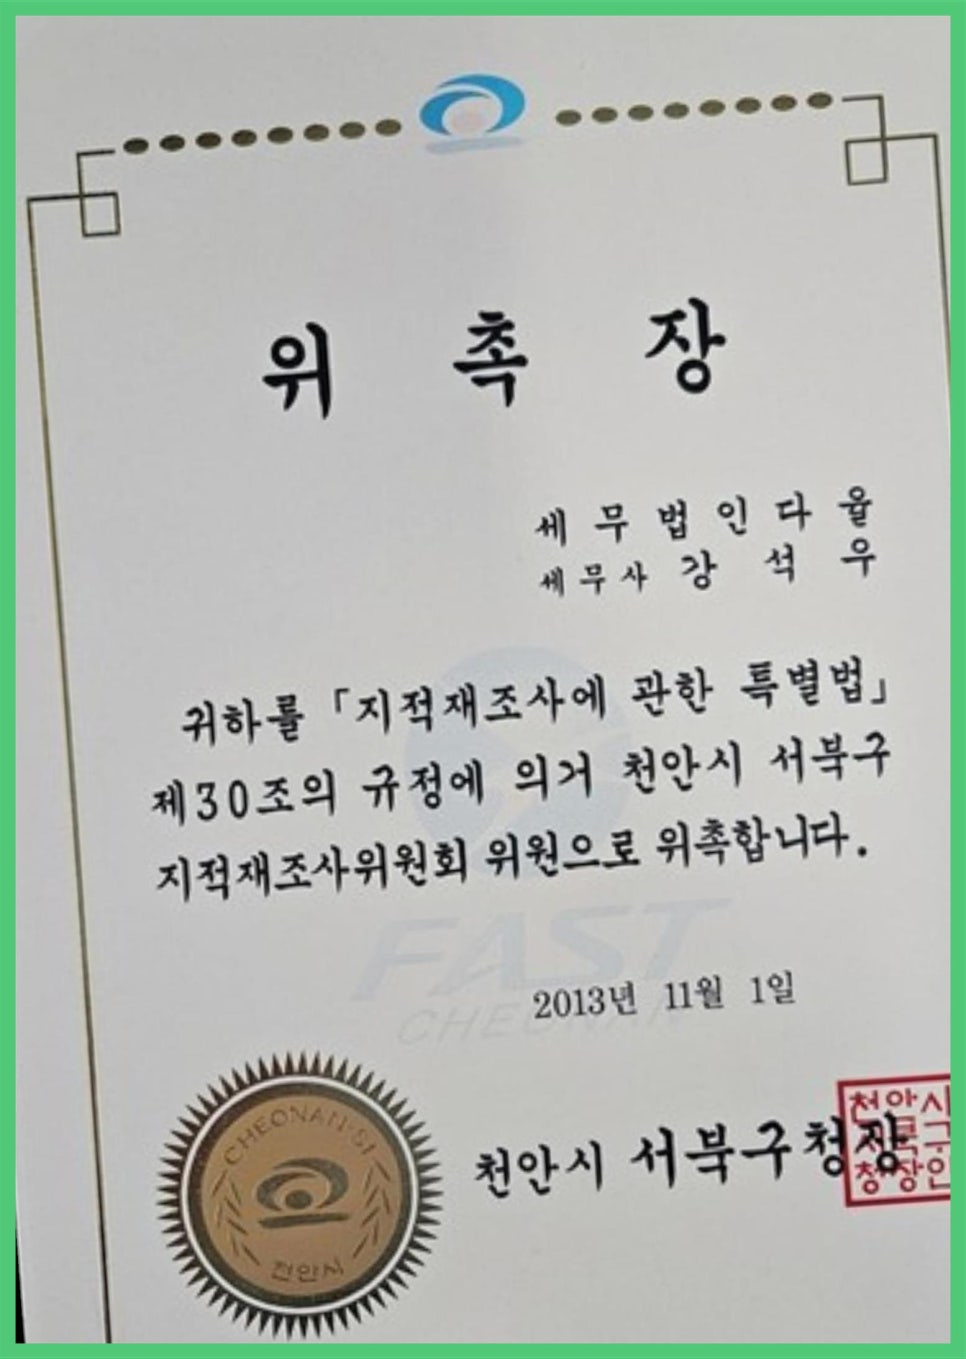 위 촉 장
세무법인다율
세무사 강석우
귀하를 「지적재조사에 관한 특별법」
제30조의 규정에 의거 천안시 서북구
지적재조사위원회 위원으로 위촉합니다.
FAST
CHEONAN
2013년 11월 1일
CHEONAN-SI
천안시
천안시 서북구청장
천안시
서북구
청장인